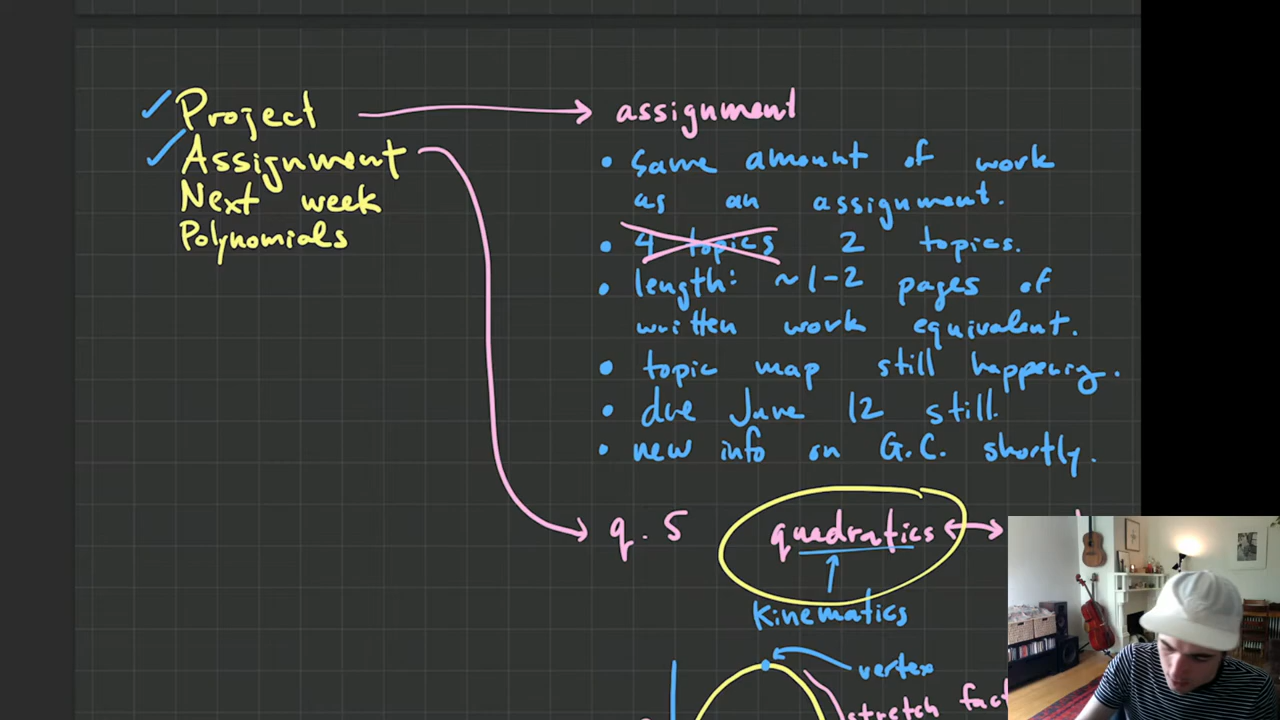 Project
Assignment
Next week
Polynomials
assignment
• same amount of work
as an assignment.
• 4 topics 2 topics.
• length: ~1-2 pages of
written work equivalent.
• topic map still happening.
• due June 12 still.
• new info on G.C. shortly.
q. 5 quadratics
Kinematics
vertex
stretch